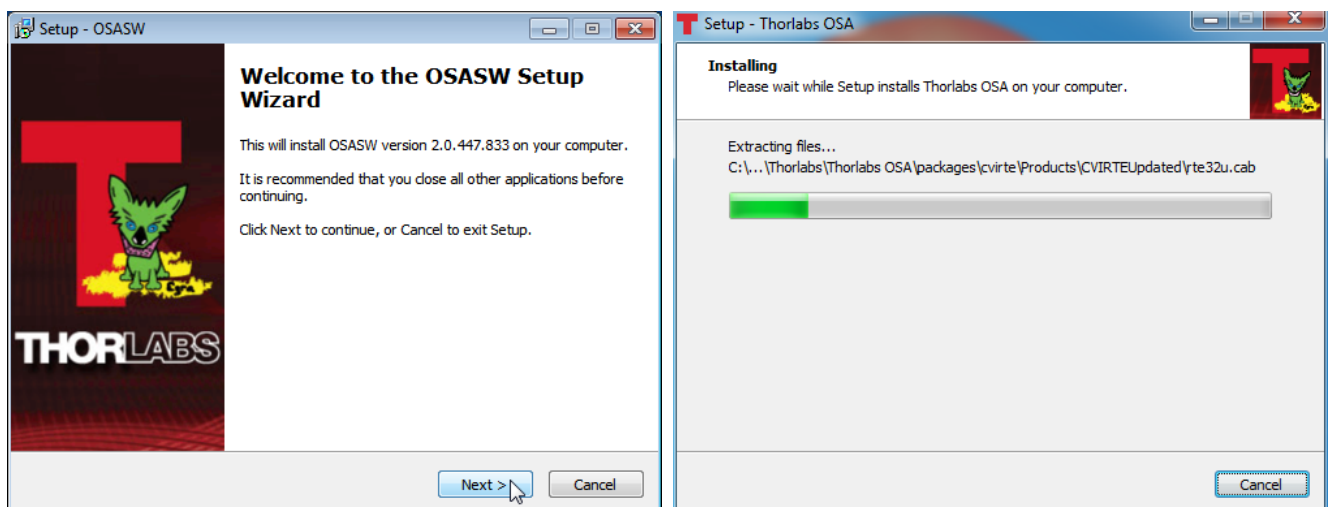 Setup - OSASW
Welcome to the OSASW Setup
Wizard
This will install OSASW version 2.0.447.833 on your computer.
It is recommended that you close all other applications before
continuing.
Click Next to continue, or Cancel to exit Setup.
THORLABS
Next >
Cancel
Setup - Thorlabs OSA
Installing
Please wait while Setup installs Thorlabs OSA on your computer.
Extracting files...
C:\...\Thorlabs\Thorlabs OSA\packages\cvirte\Products\CVIRTEUpdated\rte32u.cab
Cancel